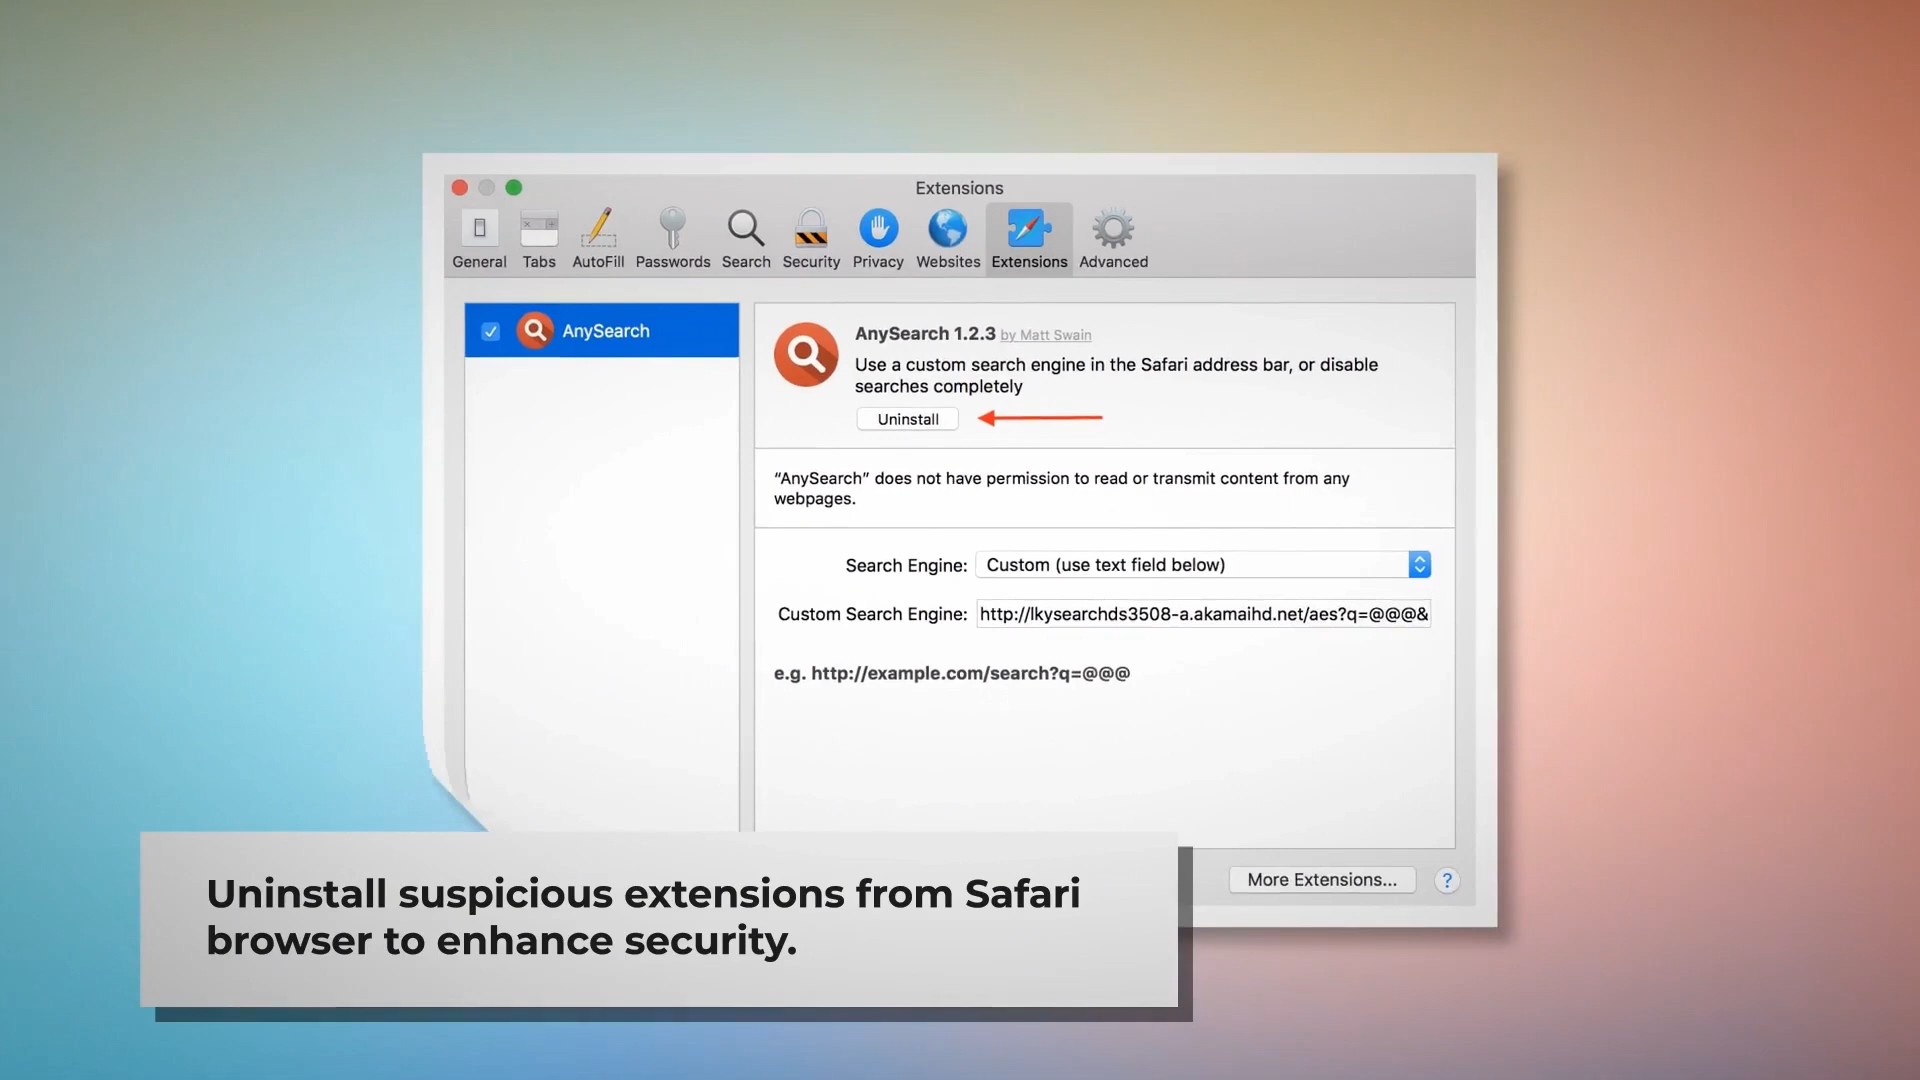 Extensions
General Tabs AutoFill Passwords Search Security Privacy Websites Extensions Advanced
AnySearch
AnySearch 1.2.3 by Matt Swain
Use a custom search engine in the Safari address bar, or disable
searches completely
Uninstall
“AnySearch” does not have permission to read or transmit content from any
webpages.
Search Engine: Custom (use text field below)
Custom Search Engine: http://lkysearchds3508-a.akamaihd.net/aes?q=@@@&
e.g. http://example.com/search?q=@@@
More Extensions... ?
Uninstall suspicious extensions from Safari
browser to enhance security.